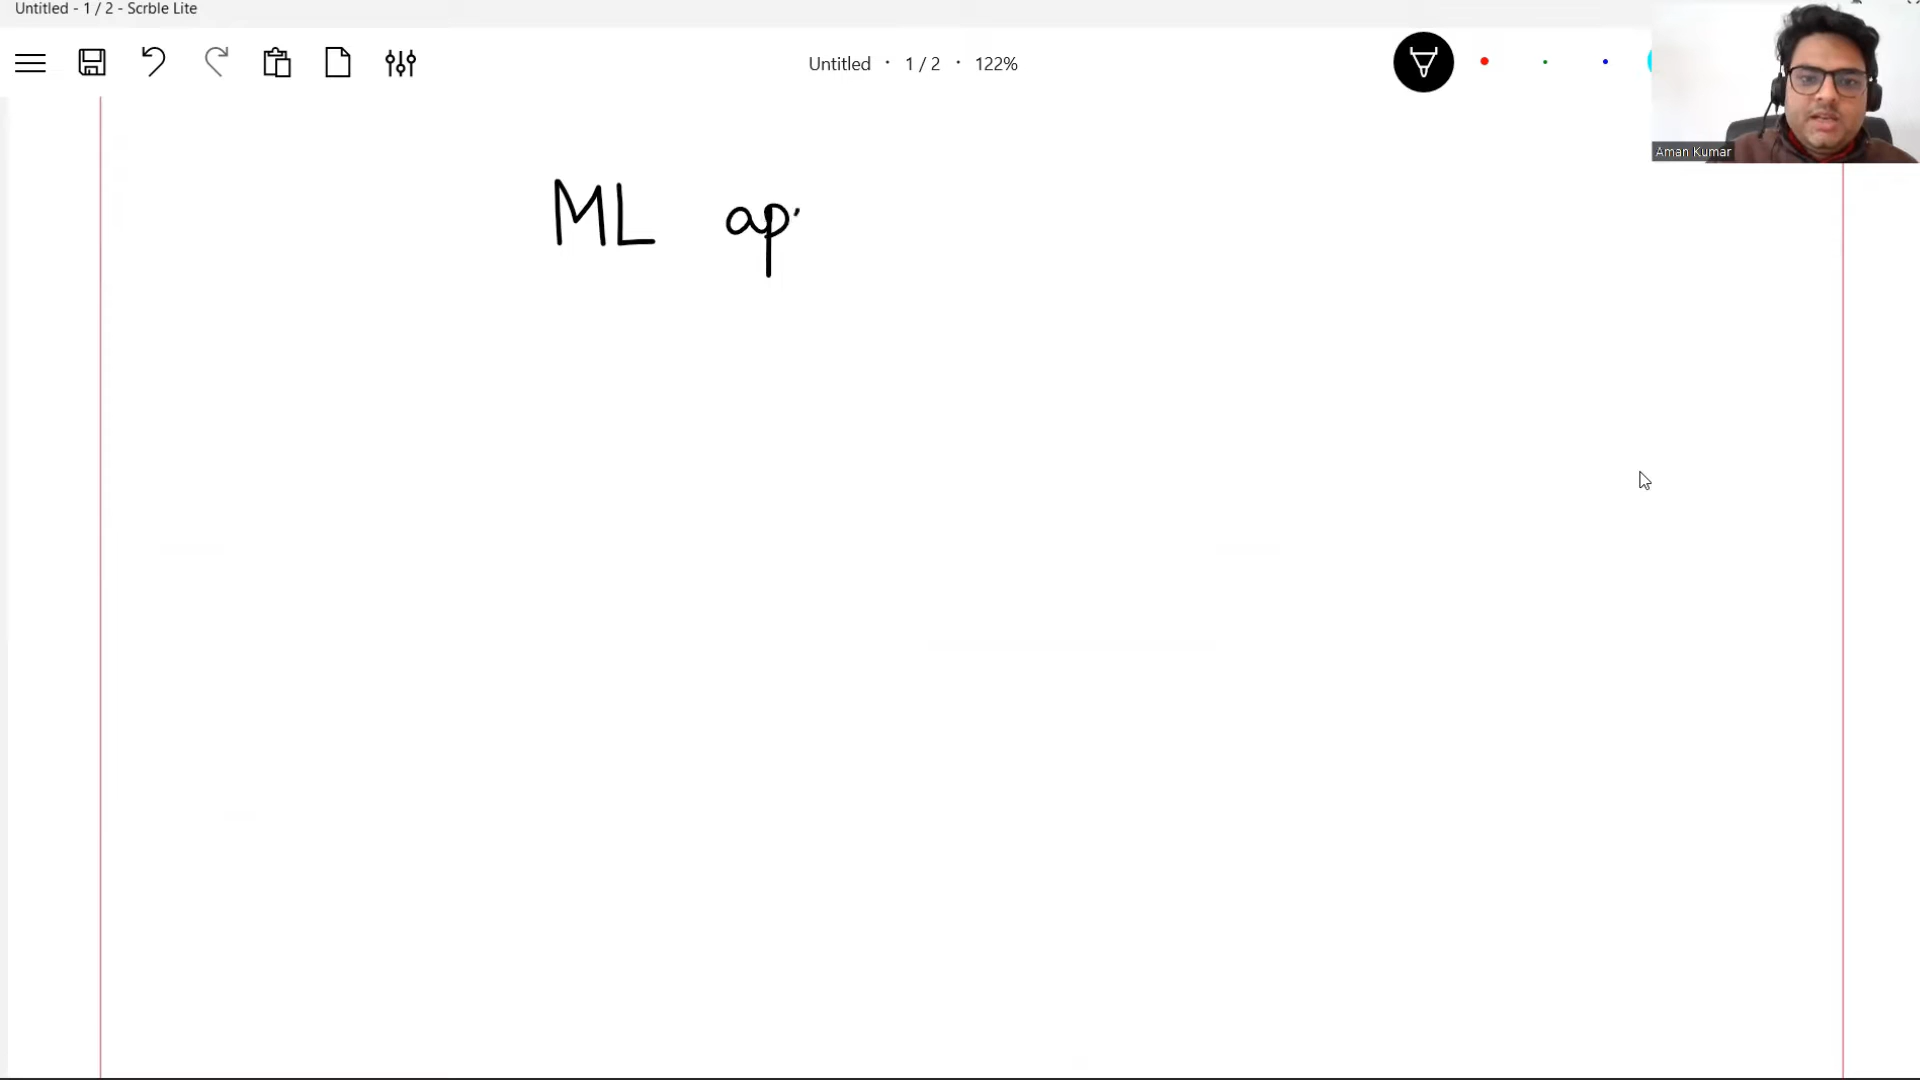 Untitled - 1 / 2 - Scrble Lite
Untitled • 1 / 2 • 122%
Aman Kumar
ML ap